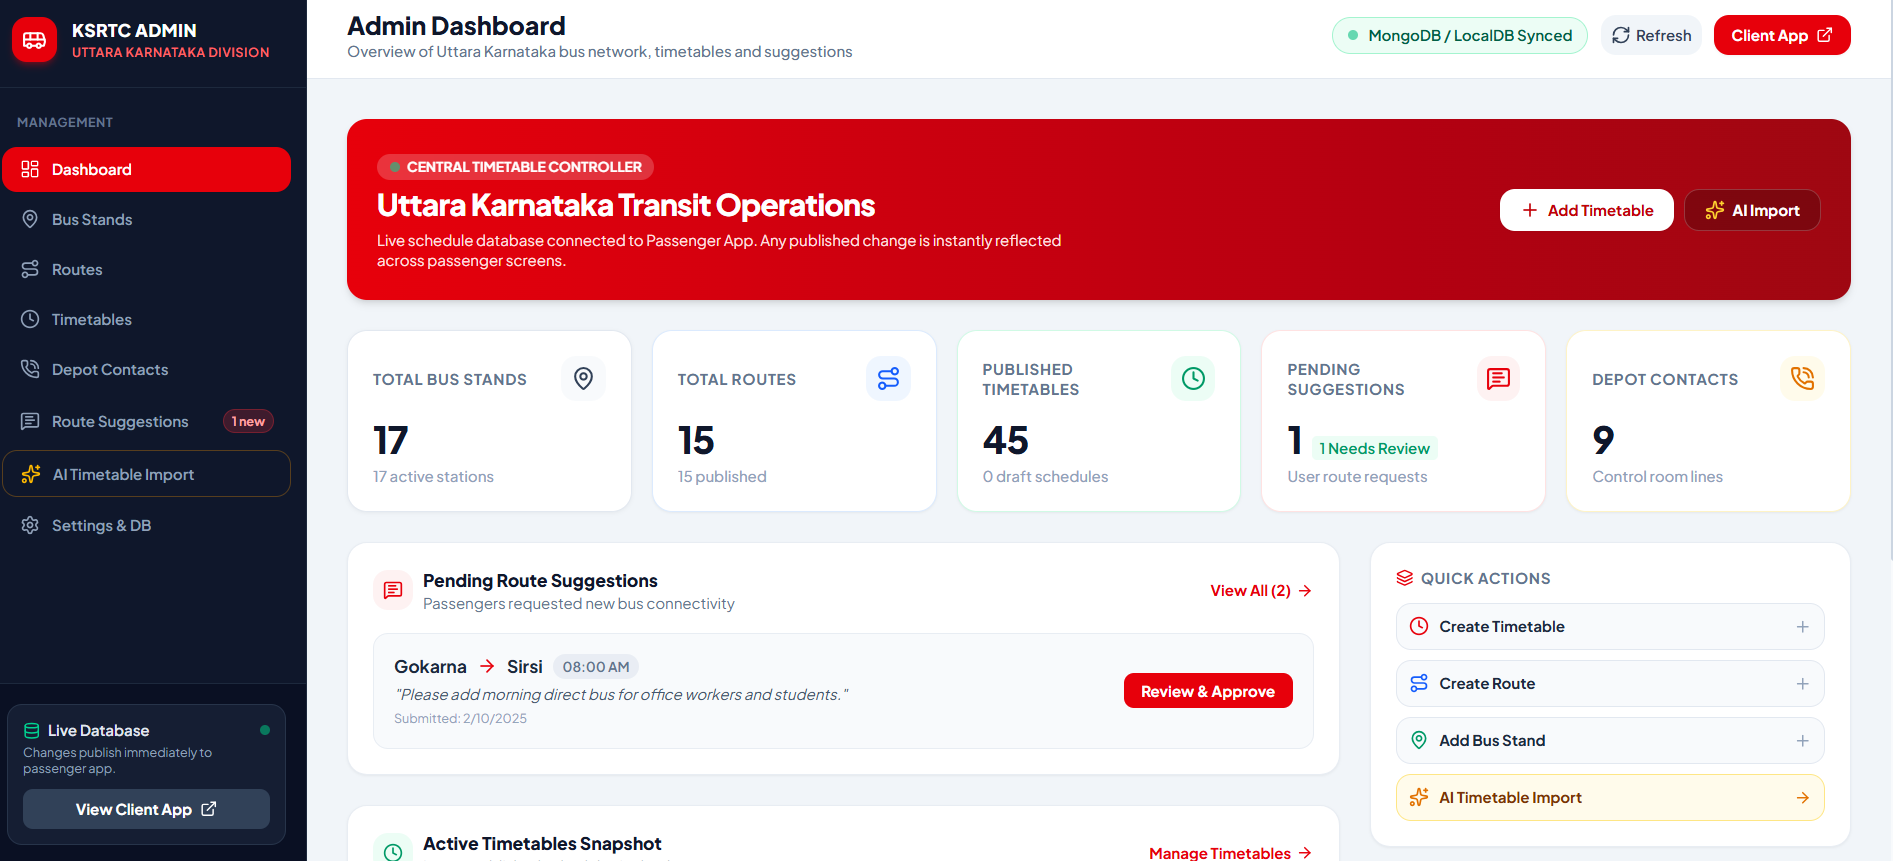 KSRTC ADMIN
UTTARA KARNATAKA DIVISION
MANAGEMENT
Dashboard
Bus Stands
Routes
Timetables
Depot Contacts
Route Suggestions
1 new
AI Timetable Import
Settings & DB
Live Database
Changes publish immediately to
passenger app.
View Client App
Admin Dashboard
Overview of Uttara Karnataka bus network, timetables and suggestions
MongoDB / LocalDB Synced
Refresh
Client App
CENTRAL TIMETABLE CONTROLLER
Uttara Karnataka Transit Operations
Live schedule database connected to Passenger App. Any published change is instantly reflected
across passenger screens.
Add Timetable
AI Import
TOTAL BUS STANDS
17
17 active stations
TOTAL ROUTES
15
15 published
PUBLISHED
TIMETABLES
45
0 draft schedules
PENDING
SUGGESTIONS
1
1 Needs Review
User route requests
DEPOT CONTACTS
9
Control room lines
Pending Route Suggestions
Passengers requested new bus connectivity
View All (2)
Gokarna → Sirsi 08:00 AM
"Please add morning direct bus for office workers and students."
Submitted: 2/10/2025
Review & Approve
Active Timetables Snapshot
Manage Timetables
QUICK ACTIONS
Create Timetable
Create Route
Add Bus Stand
AI Timetable Import